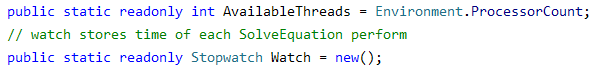 public static readonly int AvailableThreads = Environment.ProcessorCount;
// watch stores time of each SolveEquation perform
public static readonly Stopwatch Watch = new();